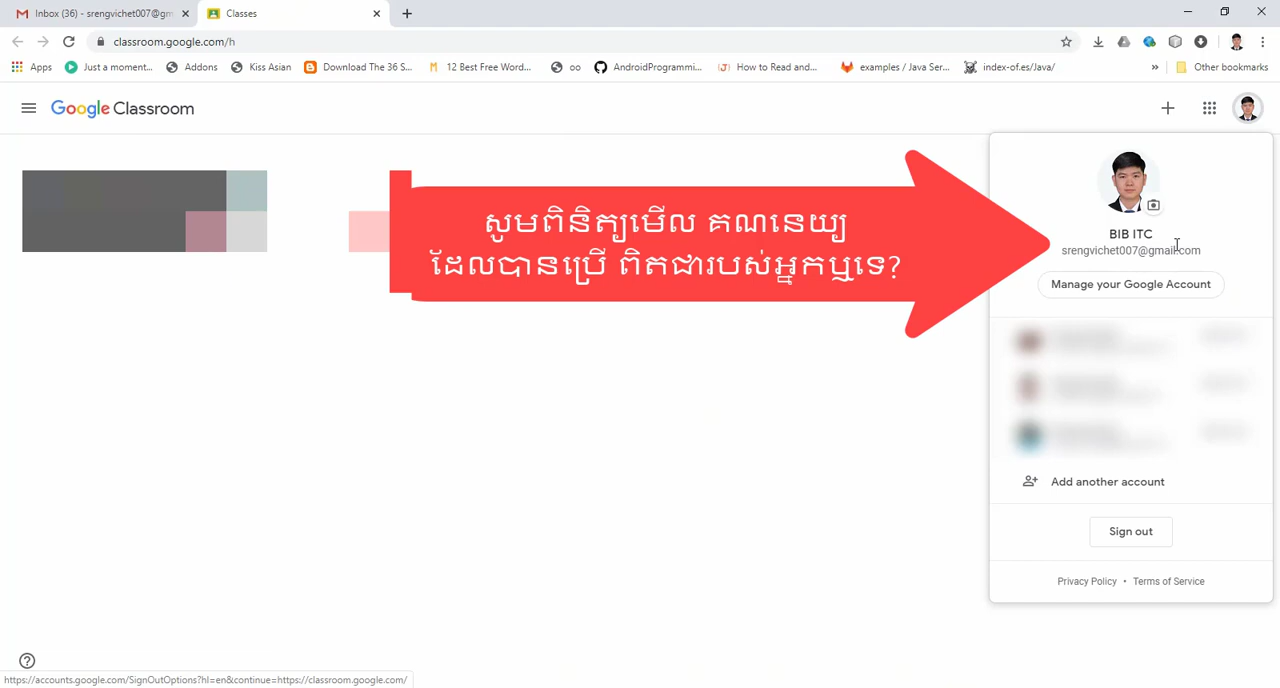 Inbox (36) - srengvichet007@gm
Classes
classroom.google.com/h
Apps
Just a moment...
Addons
Kiss Asian
Download The 36 S...
12 Best Free Word...
oo
AndroidProgrammi...
How to Read and...
examples / Java Ser...
index-of.es/Java/
»
Other bookmarks
Google Classroom
សូមពិនិត្យមើល គណនេយ្យ
ដែលបានប្រើ ពិតជារបស់អ្នកឬទេ?
BIB ITC
srengvichet007@gmail.com
Manage your Google Account
Add another account
Sign out
Privacy Policy • Terms of Service
https://accounts.google.com/SignOutOptions?hl=en&continue=https://classroom.google.com/